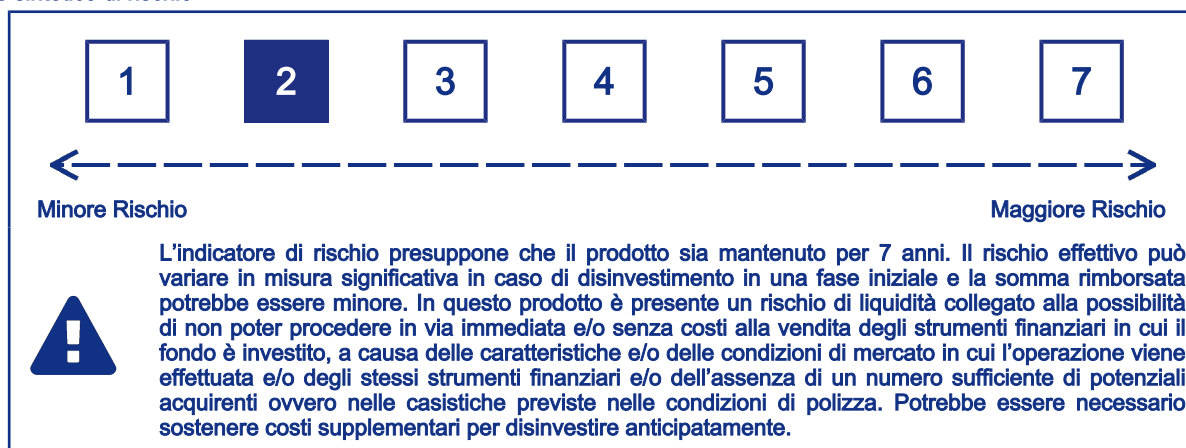 1 2 3 4 5 6 7
Minore Rischio Maggiore Rischio
L'indicatore di rischio presuppone che il prodotto sia mantenuto per 7 anni. Il rischio effettivo può
variare in misura significativa in caso di disinvestimento in una fase iniziale e la somma rimborsata
potrebbe essere minore. In questo prodotto è presente un rischio di liquidità collegato alla possibilità
di non poter procedere in via immediata e/o senza costi alla vendita degli strumenti finanziari in cui il
fondo è investito, a causa delle caratteristiche e/o delle condizioni di mercato in cui l'operazione viene
effettuata e/o degli stessi strumenti finanziari e/o dell'assenza di un numero sufficiente di potenziali
acquirenti ovvero nelle casistiche previste nelle condizioni di polizza. Potrebbe essere necessario
sostenere costi supplementari per disinvestire anticipatamente.